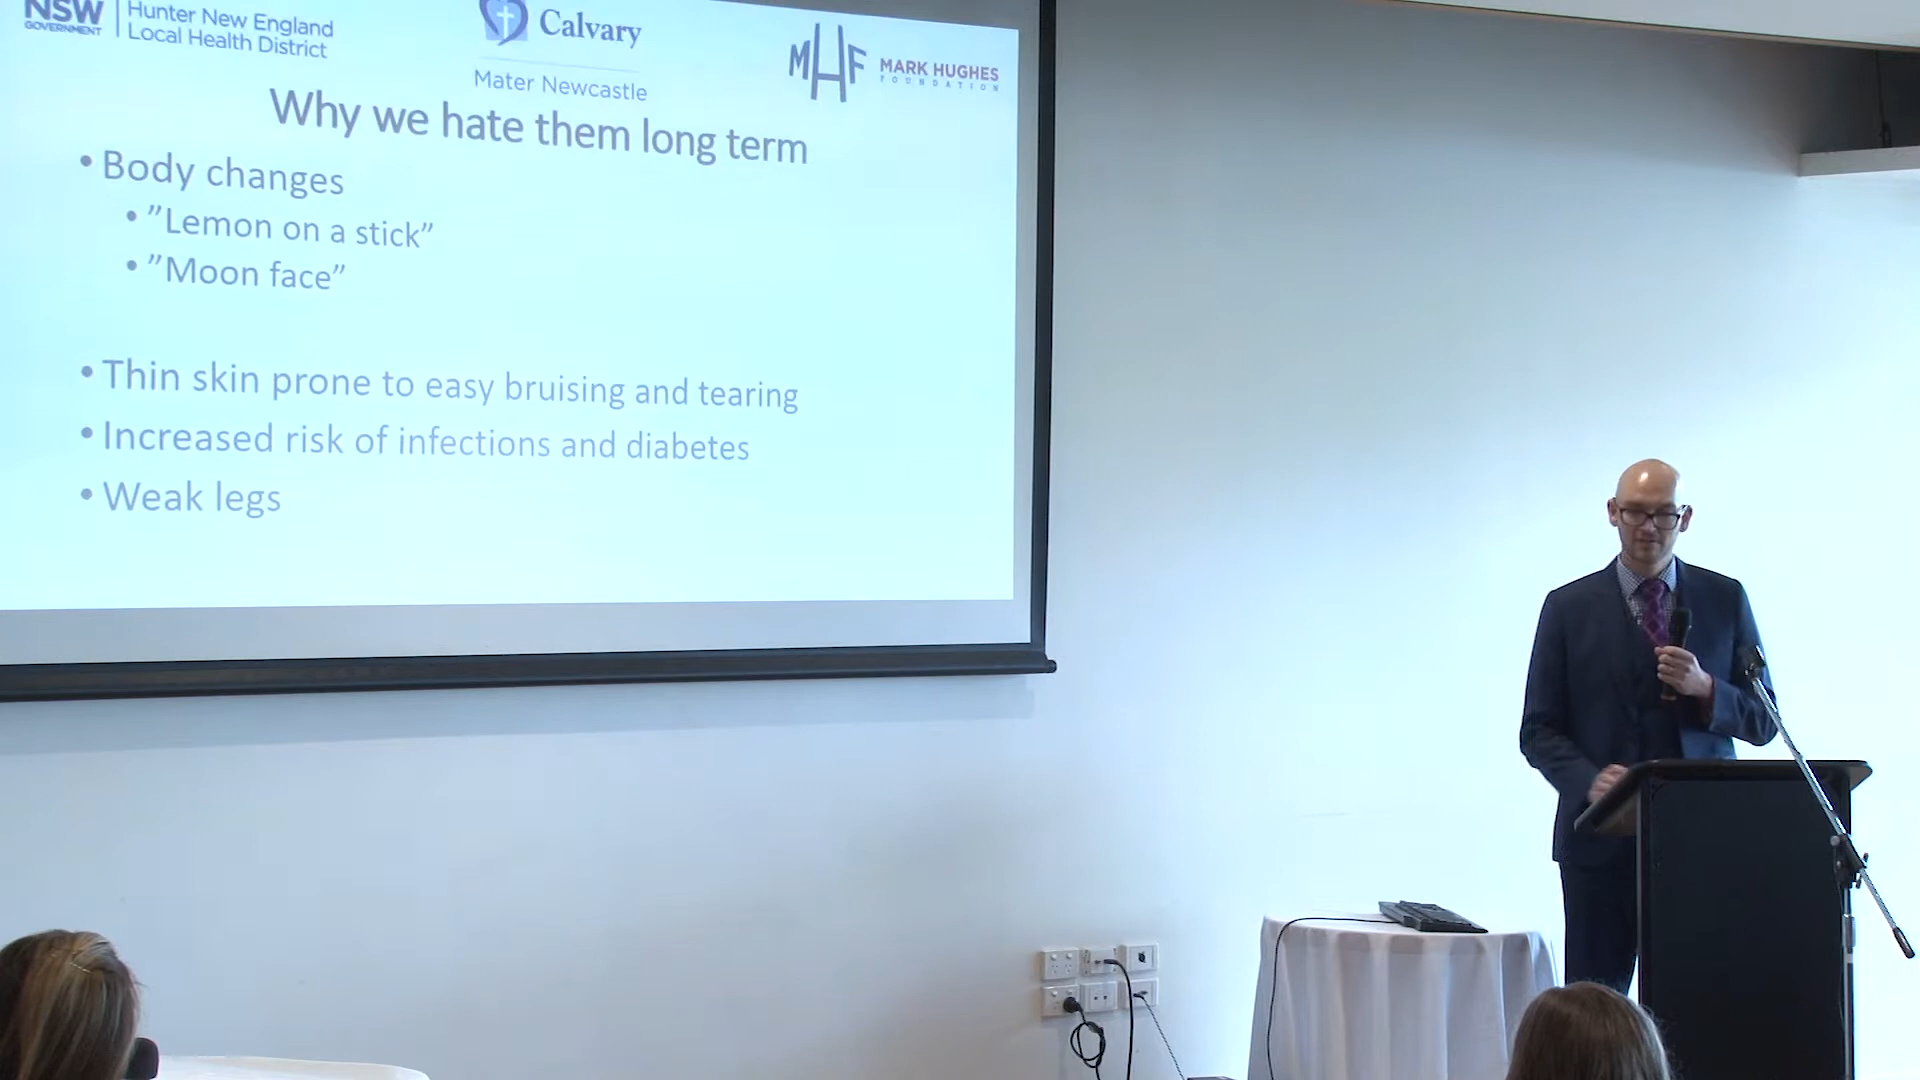 NSW
GOVERNMENT
Hunter New England
Local Health District
Calvary
Mater Newcastle
MHF
MARK HUGHES
FOUNDATION
Why we hate them long term
• Body changes
• ”Lemon on a stick”
• ”Moon face”
• Thin skin prone to easy bruising and tearing
• Increased risk of infections and diabetes
• Weak legs